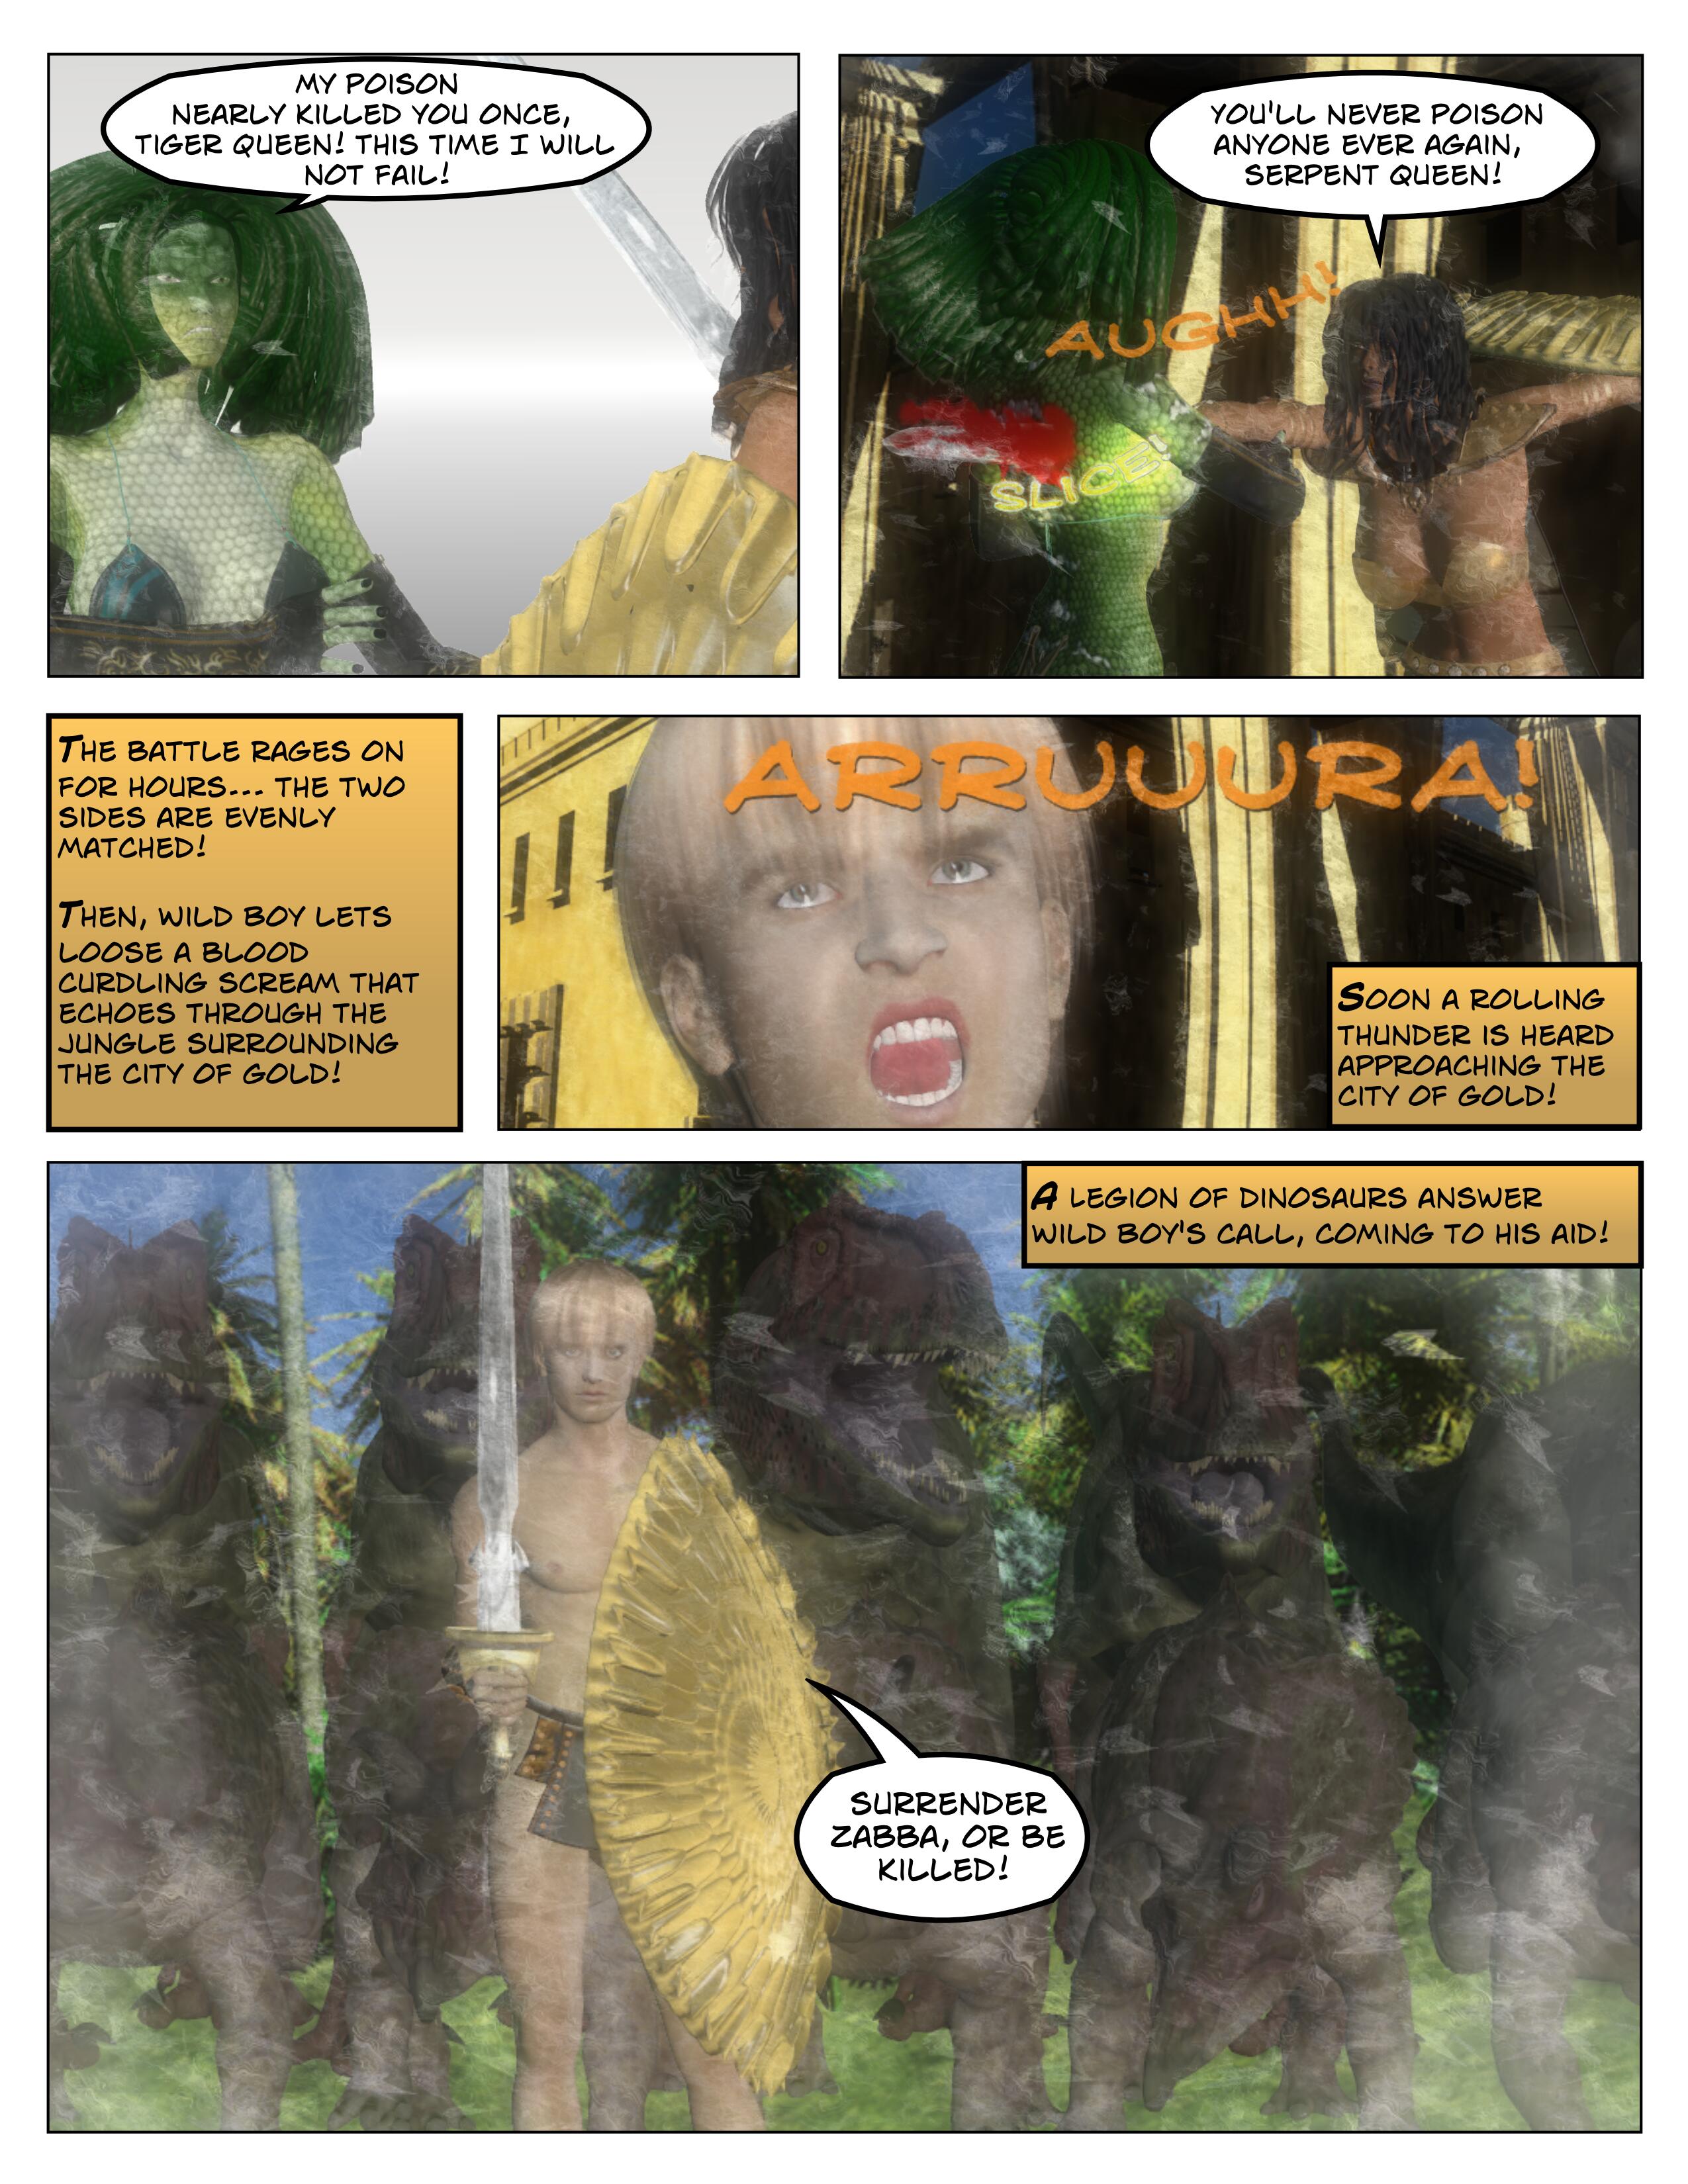 MY POISON
NEARLY KILLED YOU ONCE,
TIGER QUEEN! THIS TIME I WILL
NOT FAIL!
YOU'LL NEVER POISON
ANYONE EVER AGAIN,
SERPENT QUEEN!
AUGHH!
SLICE!
THE BATTLE RAGES ON
FOR HOURS... THE TWO
SIDES ARE EVENLY
MATCHED!
THEN, WILD BOY LETS
LOOSE A BLOOD
CURDLING SCREAM THAT
ECHOES THROUGH THE
JUNGLE SURROUNDING
THE CITY OF GOLD!
ARRUUURA!
SOON A ROLLING
THUNDER IS HEARD
APPROACHING THE
CITY OF GOLD!
A LEGION OF DINOSAURS ANSWER
WILD BOY'S CALL, COMING TO HIS AID!
SURRENDER
ZABBA, OR BE
KILLED!